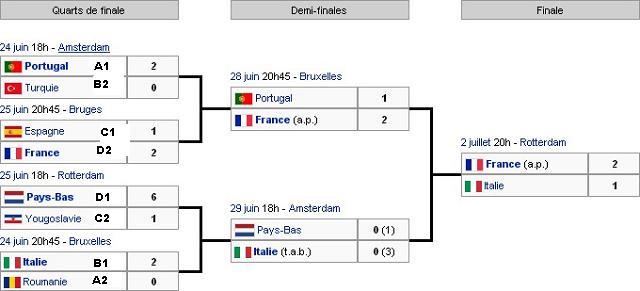 Quarts de finale
Demi-finales
Finale
24 juin 18h - Amsterdam
Portugal A1 2
Turquie B2 0
25 juin 20h45 - Bruges
Espagne C1 1
France D2 2
25 juin 18h - Rotterdam
Pays-Bas D1 6
Yougoslavie C2 1
24 juin 20h45 - Bruxelles
Italie B1 2
Roumanie A2 0
28 juin 20h45 - Bruxelles
Portugal 1
France (a.p.) 2
29 juin 18h - Amsterdam
Pays-Bas 0 (1)
Italie (t.a.b.) 0 (3)
2 juillet 20h - Rotterdam
France (a.p.) 2
Italie 1